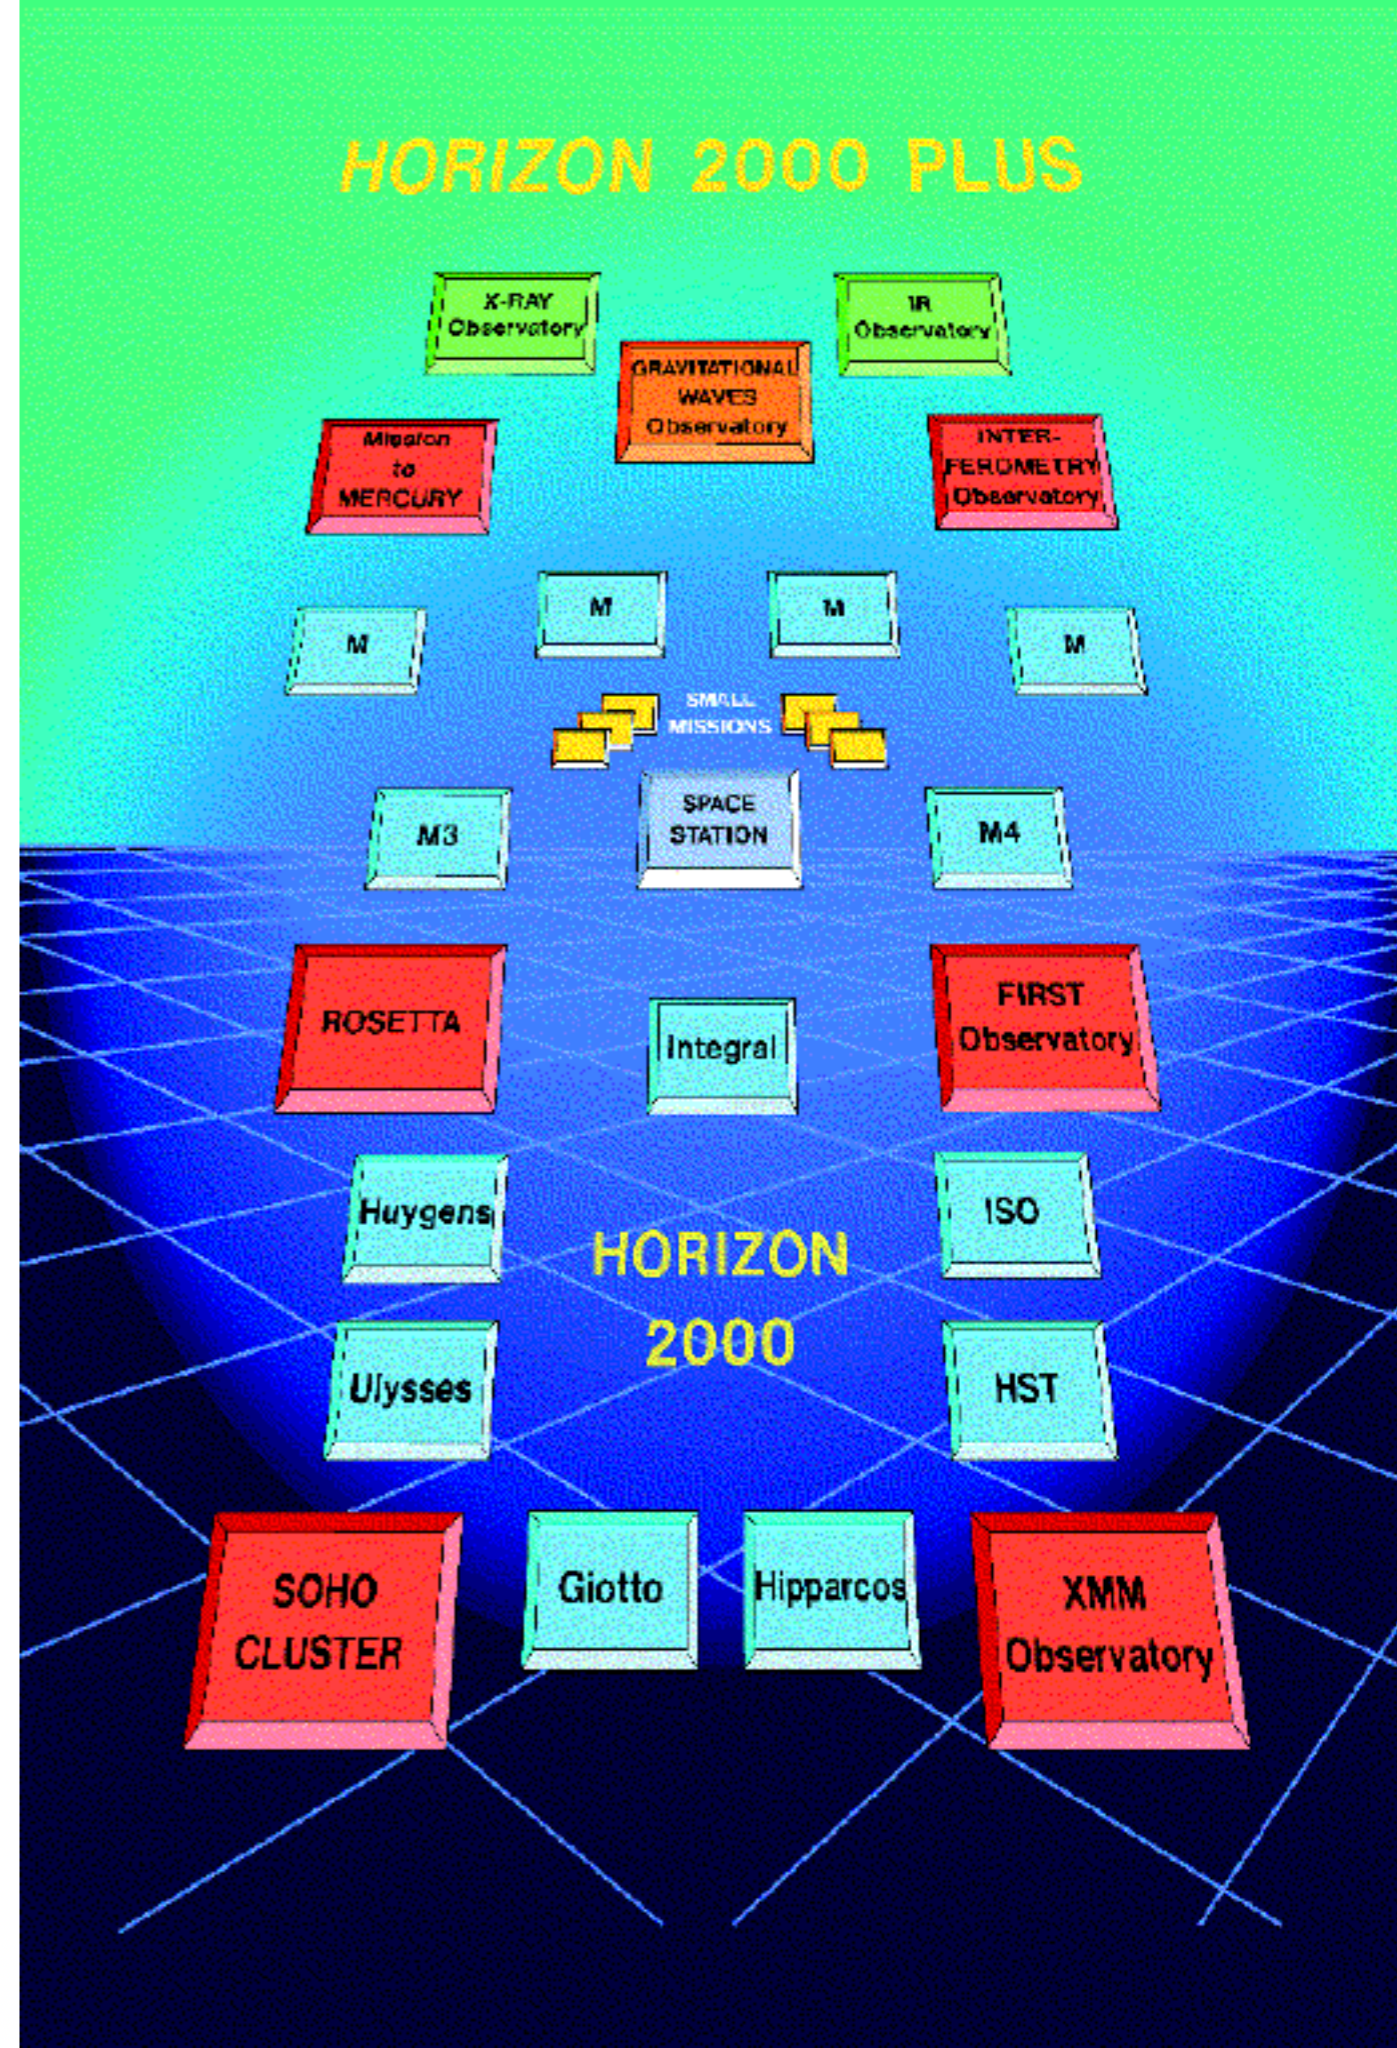 HORIZON 2000 PLUS
X-RAY
Observatory
IR
Observatory
GRAVITATIONAL
WAVES
Observatory
Mission
to
MERCURY
INTER-
FEROMETRY
Observatory
M
M
M
M
SMALL
MISSIONS
M3
SPACE
STATION
M4
ROSETTA
Integral
FIRST
Observatory
Huygens
ISO
HORIZON
2000
Ulysses
HST
SOHO
CLUSTER
Giotto
Hipparcos
XMM
Observatory